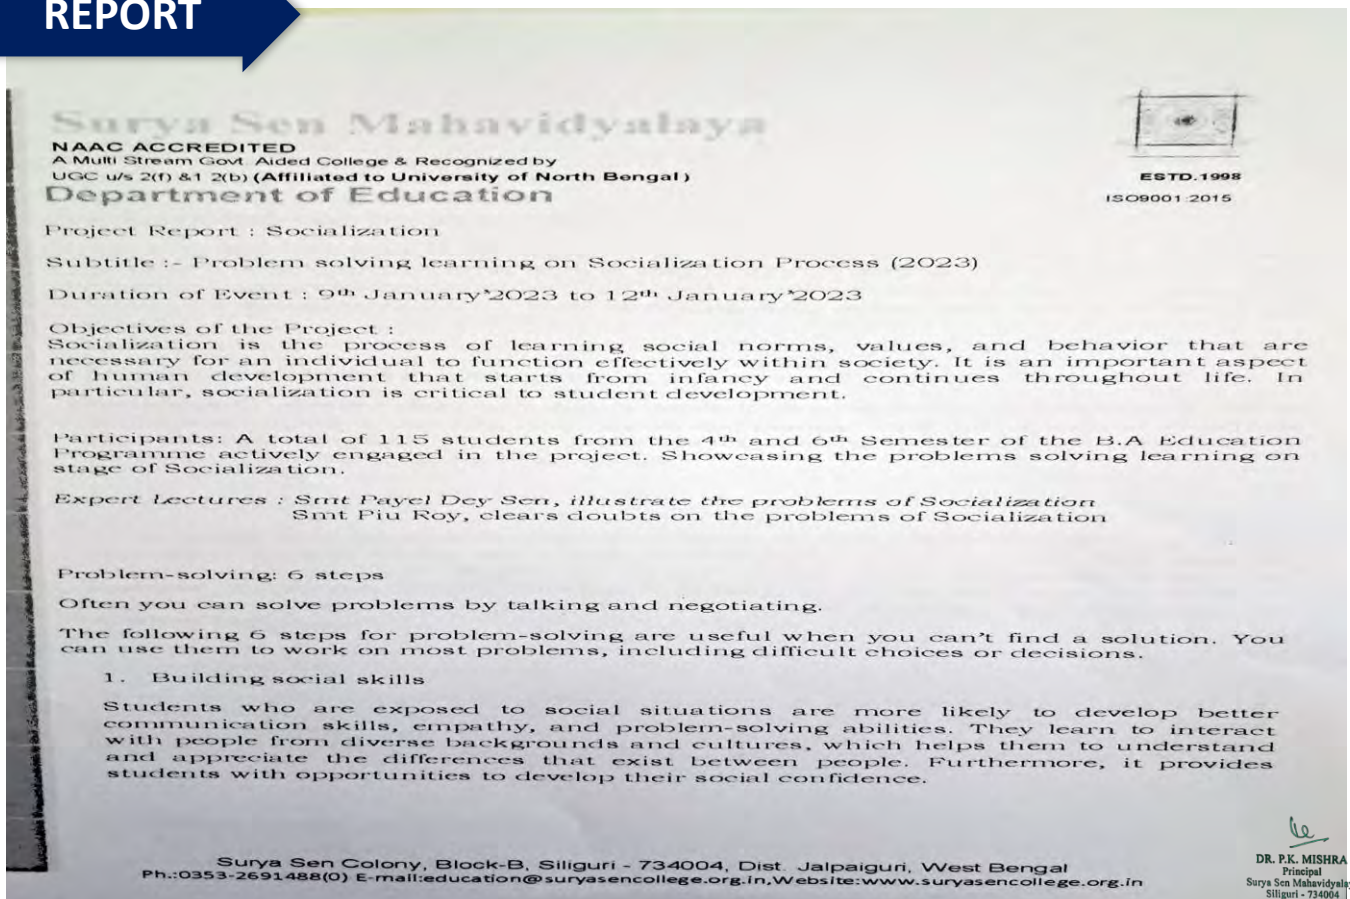 REPORT
Surya Sen Mahavidyalaya
NAAC ACCREDITED
A Multi Stream Govt. Aided College & Recognized by
UGC u/s 2(f) &1 2(b) (Affiliated to University of North Bengal)
ESTD.1998
Department of Education
ISO9001:2015
Project Report : Socialization
Subtitle :- Problem solving learning on Socialization Process (2023)
Duration of Event : 9th January'2023 to 12th January'2023
Objectives of the Project :
Socialization is the process of learning social norms, values, and behavior that are
necessary for an individual to function effectively within society. It is an important aspect
of human development that starts from infancy and continues throughout life. In
particular, socialization is critical to student development.
Participants: A total of 115 students from the 4th and 6th Semester of the B.A Education
Programme actively engaged in the project. Showcasing the problems solving learning on
stage of Socialization.
Expert Lectures : Smt Payel Dey Sen, illustrate the problems of Socialization
Smt Piu Roy, clears doubts on the problems of Socialization
Problem-solving: 6 steps
Often you can solve problems by talking and negotiating.
The following 6 steps for problem-solving are useful when you can't find a solution. You
can use them to work on most problems, including difficult choices or decisions.
1. Building social skills
Students who are exposed to social situations are more likely to develop better
communication skills, empathy, and problem-solving abilities. They learn to interact
with people from diverse backgrounds and cultures, which helps them to understand
and appreciate the differences that exist between people. Furthermore, it provides
students with opportunities to develop their social confidence.
Surya Sen Colony, Block-B, Siliguri - 734004, Dist. Jalpaiguri, West Bengal
Ph.:0353-2691488(0) E-mail:education@suryasencollege.org.in,Website:www.suryasencollege.org.in
DR. P.K. MISHRA
Principal
Surya Sen Mahavidyalay
Siliguri - 734004